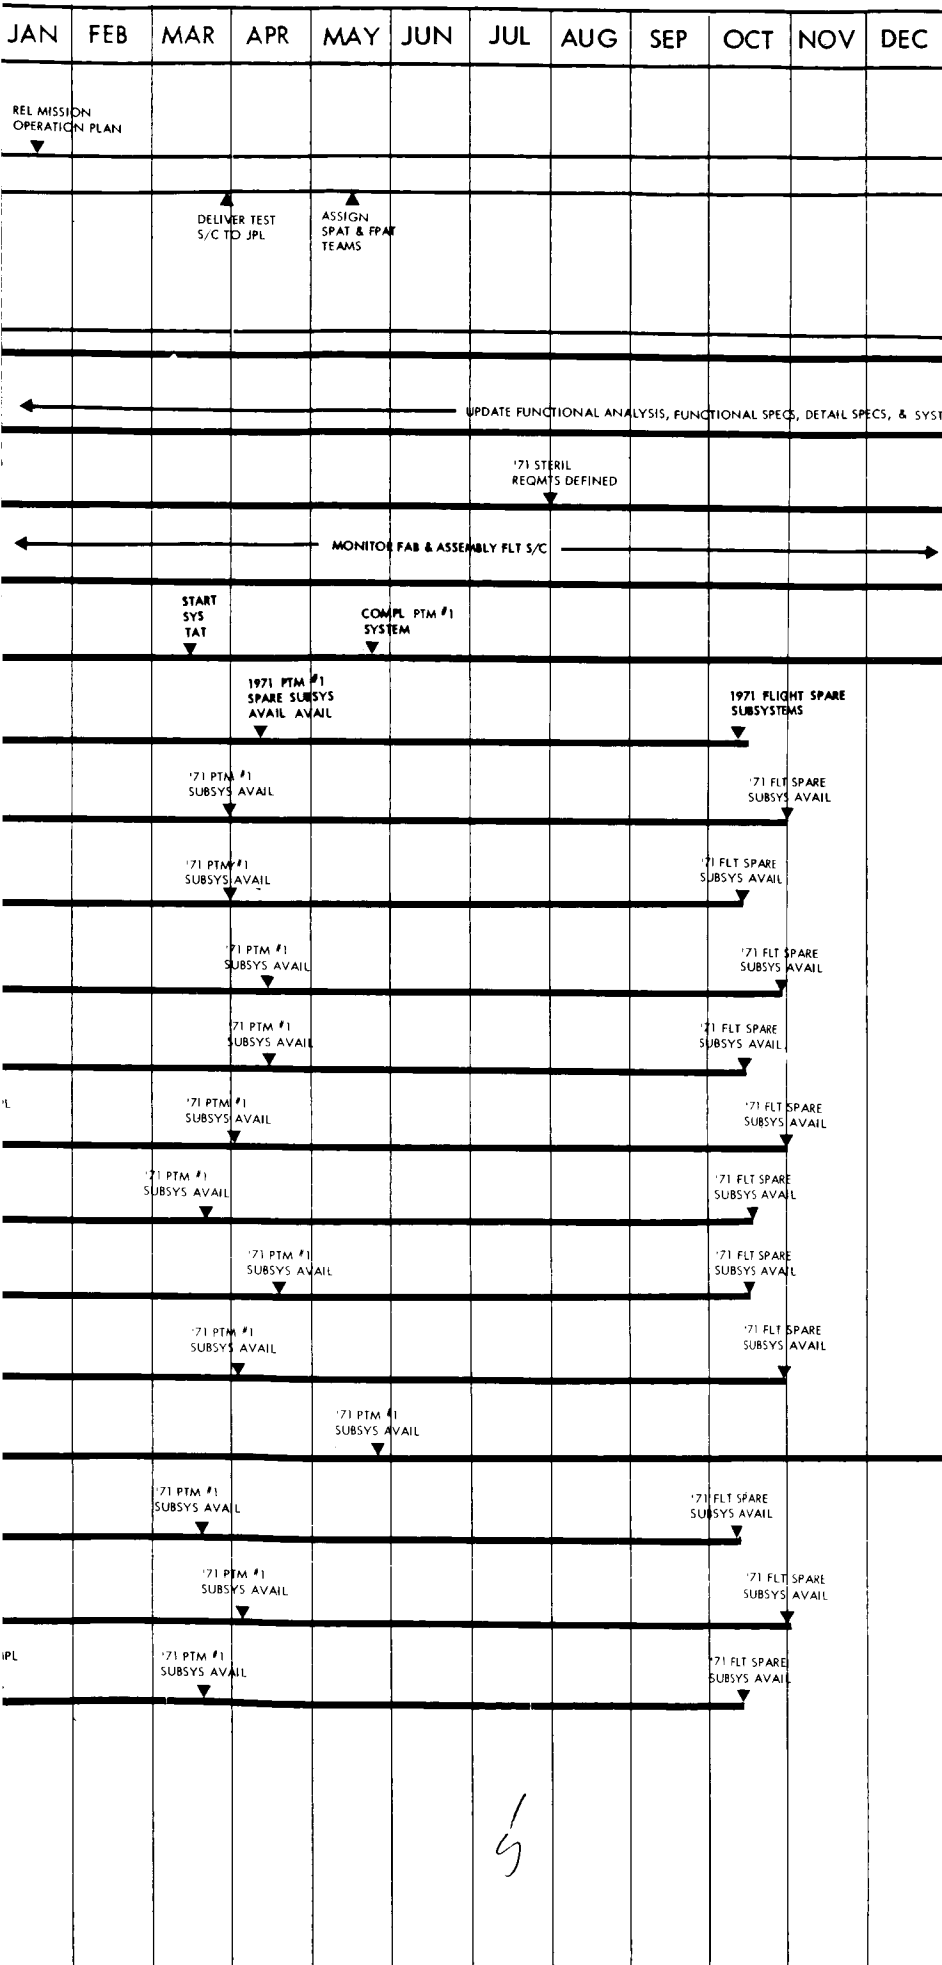 JAN FEB MAR APR MAY JUN JUL AUG SEP OCT NOV DEC
REL MISSION
OPERATION PLAN
DELIVER TEST
S/C TO JPL
ASSIGN
SPAT & FPAT
TEAMS
UPDATE FUNCTIONAL ANALYSIS, FUNCTIONAL SPECS, DETAIL SPECS, & SYST
'71 STERIL
REQMTS DEFINED
MONITOR FAB & ASSEMBLY FLT S/C
START
SYS
TAT
COMPL PTM #1
SYSTEM
1971 PTM #1
SPARE SUBSYS
AVAIL AVAIL
1971 FLIGHT SPARE
SUBSYSTEMS
'71 PTM #1
SUBSYS AVAIL
'71 FLT SPARE
SUBSYS AVAIL
'71 PTM #1
SUBSYS AVAIL
'71 FLT SPARE
SUBSYS AVAIL
'71 PTM #1
SUBSYS AVAIL
'71 FLT SPARE
SUBSYS AVAIL
'71 PTM #1
SUBSYS AVAIL
'71 FLT SPARE
SUBSYS AVAIL
PL
'71 PTM #1
SUBSYS AVAIL
'71 FLT SPARE
SUBSYS AVAIL
'71 PTM #1
SUBSYS AVAIL
'71 FLT SPARE
SUBSYS AVAIL
'71 PTM #1
SUBSYS AVAIL
'71 FLT SPARE
SUBSYS AVAIL
'71 PTM #1
SUBSYS AVAIL
'71 FLT SPARE
SUBSYS AVAIL
'71 PTM #1
SUBSYS AVAIL
'71 PTM #1
SUBSYS AVAIL
'71 FLT SPARE
SUBSYS AVAIL
'71 PTM #1
SUBSYS AVAIL
'71 FLT SPARE
SUBSYS AVAIL
JPL
'71 PTM #1
SUBSYS AVAIL
'71 FLT SPARE
SUBSYS AVAIL
5